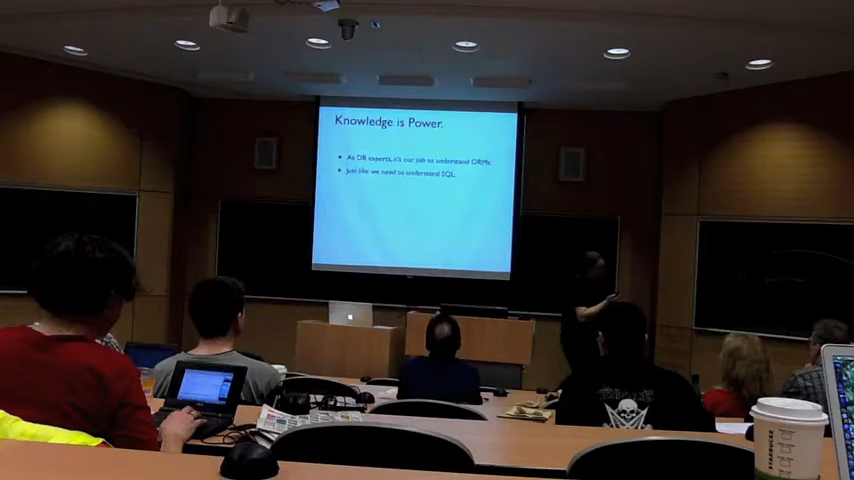 Knowledge is Power.
• As DB experts, it's our job to understand ORMs.
• Just like we need to understand SQL.
STARBUCKS